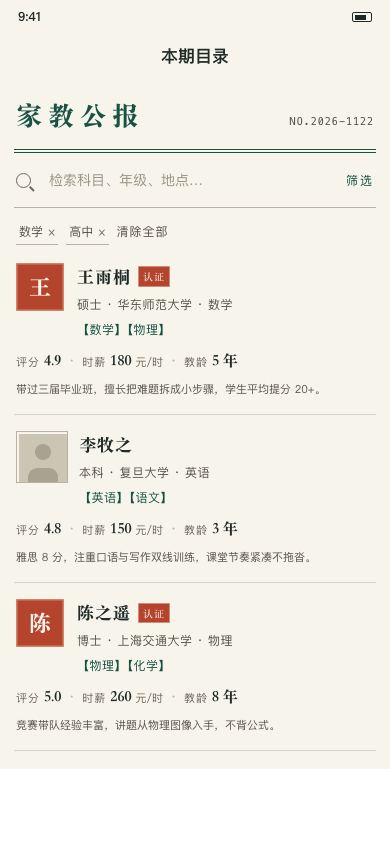 9:41
本期目录
家教公报
NO.2026-1122
检索科目、年级、地点…
筛选
数学 × 高中 × 清除全部
王
王雨桐 认证
硕士 · 华东师范大学 · 数学
【数学】【物理】
评分 4.9 · 时薪 180 元/时 · 教龄 5 年
带过三届毕业班，擅长把难题拆成小步骤，学生平均提分 20+。
李牧之
本科 · 复旦大学 · 英语
【英语】【语文】
评分 4.8 · 时薪 150 元/时 · 教龄 3 年
雅思 8 分，注重口语与写作双线训练，课堂节奏紧凑不拖沓。
陈
陈之遥 认证
博士 · 上海交通大学 · 物理
【物理】【化学】
评分 5.0 · 时薪 260 元/时 · 教龄 8 年
竞赛带队经验丰富，讲题从物理图像入手，不背公式。